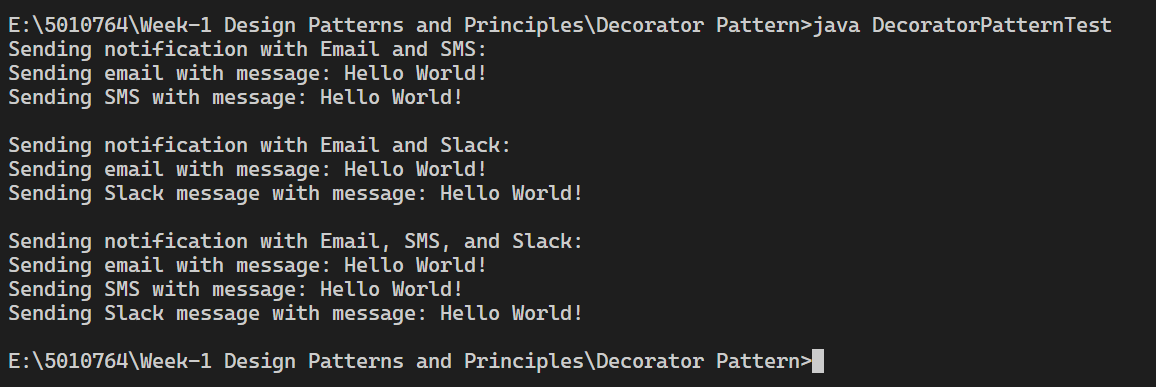 E:\5010764\Week-1 Design Patterns and Principles\Decorator Pattern>java DecoratorPatternTest
Sending notification with Email and SMS:
Sending email with message: Hello World!
Sending SMS with message: Hello World!
Sending notification with Email and Slack:
Sending email with message: Hello World!
Sending Slack message with message: Hello World!
Sending notification with Email, SMS, and Slack:
Sending email with message: Hello World!
Sending SMS with message: Hello World!
Sending Slack message with message: Hello World!
E:\5010764\Week-1 Design Patterns and Principles\Decorator Pattern>